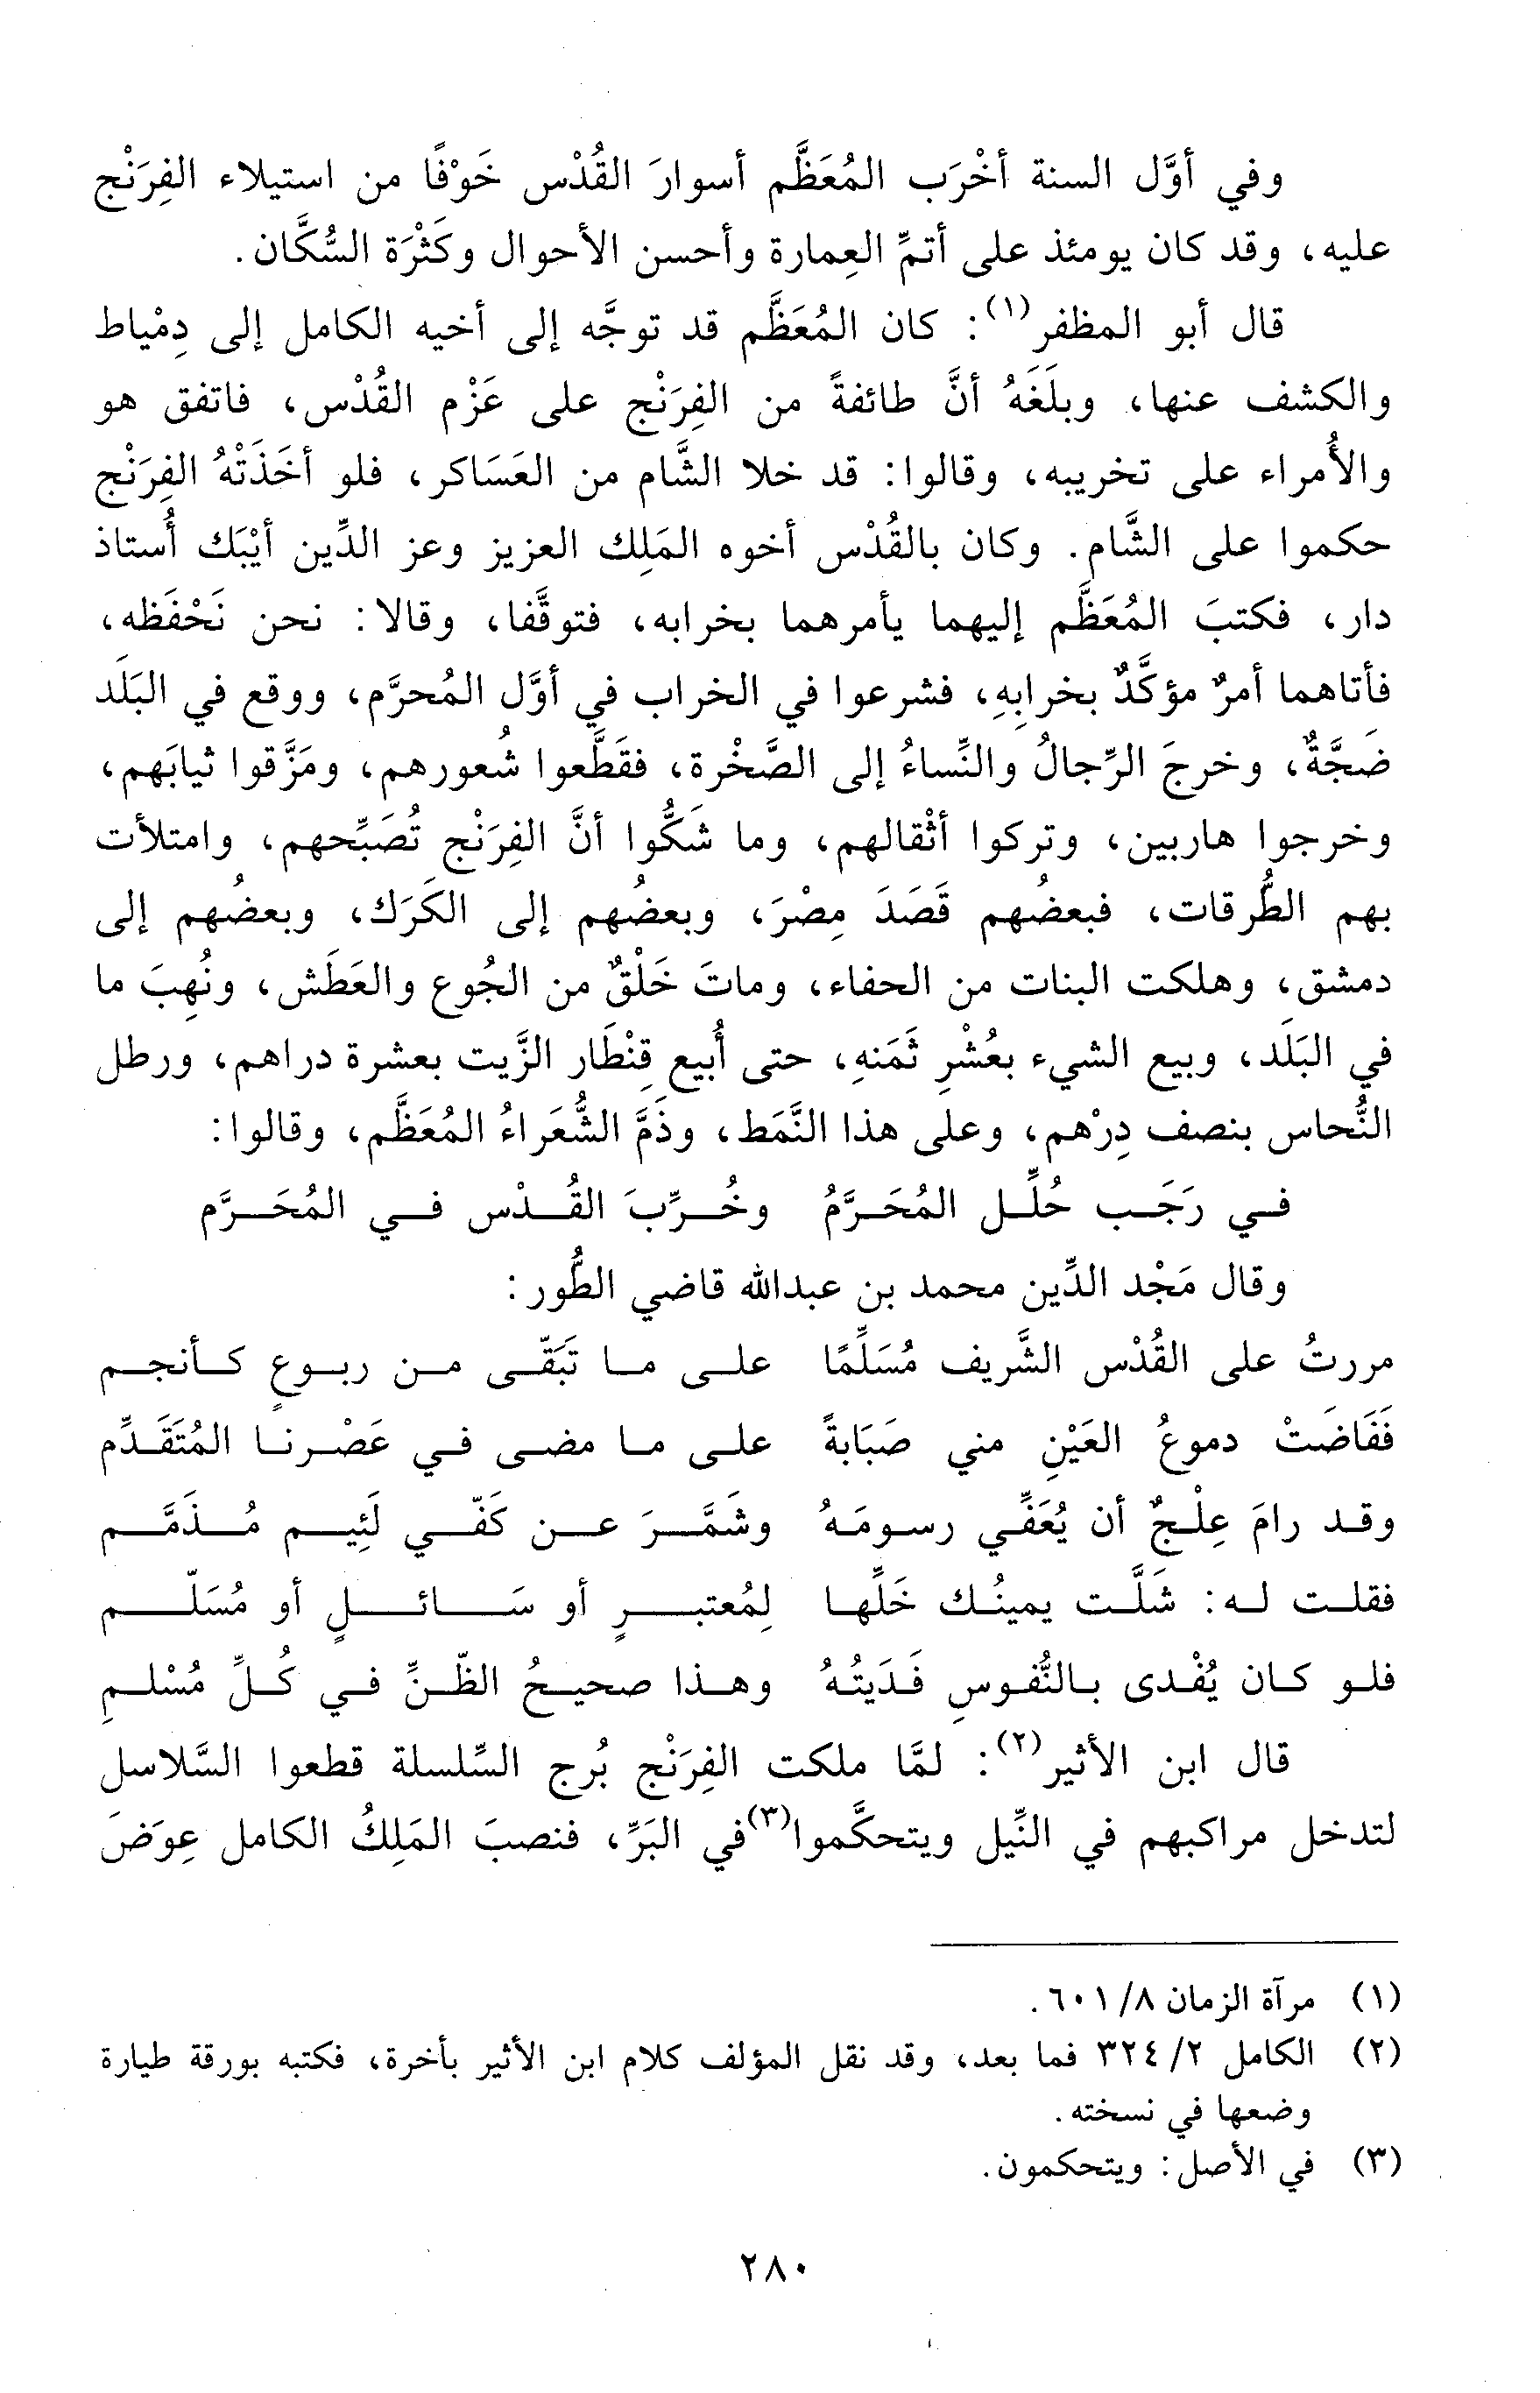 وفي أوَّل السنة أخْرَب المُعَظَّم أسوارَ القُدْس خَوْفًا من استيلاء الفِرَنْج
عليه، وقد كان يومئذ على أتمِّ العِمارة وأحسن الأحوال وكَثْرَة السُّكَّان.
قال أبو المظفر(١): كان المُعَظَّم قد توجَّه إلى أخيه الكامل إلى دِمْياط
والكشف عنها، وبلَغَهُ أنَّ طائفةً من الفِرَنْج على عَزْم القُدْس، فاتفق هو
والأُمراء على تخريبه، وقالوا: قد خلا الشَّام من العَسَاكر، فلو أخَذَتْهُ الفِرَنْج
حكموا على الشَّام. وكان بالقُدْس أخوه المَلِك العزيز وعز الدِّين أيْبَك أُستاذ
دار، فكتبَ المُعَظَّم إليهما يأمرهما بخرابه، فتوقَّفا، وقالا: نحن نَحْفَظه،
فأتاهما أمرٌ مؤكَّدٌ بخرابِهِ، فشرعوا في الخراب في أوَّل المُحرَّم، ووقع في البَلَد
ضَجَّةٌ، وخرجَ الرِّجالُ والنِّساءُ إلى الصَّخْرة، فقَطَّعوا شُعورهم، ومَزَّقوا ثيابَهم،
وخرجوا هاربين، وتركوا أثْقالهم، وما شَكُّوا أنَّ الفِرَنْج تُصَبِّحهم، وامتلأت
بهم الطُّرقات، فبعضُهم قَصَدَ مِصْرَ، وبعضُهم إلى الكَرَك، وبعضُهم إلى
دمشق، وهلكت البنات من الحفاء، وماتَ خَلْقٌ من الجُوع والعَطَش، ونُهِبَ ما
في البَلَد، وبيع الشيء بعُشْرِ ثَمَنهِ، حتى أُبيع قِنْطَار الزَّيت بعشرة دراهم، ورطل
النُّحاس بنصف دِرْهم، وعلى هذا النَّمَط، وذَمَّ الشُّعَراءُ المُعَظَّم، وقالوا:
في رَجَب حُلِّل المُحَرَّمُ وخُرِّبَ القُدْس في المُحَرَّم
وقال مَجْد الدِّين محمد بن عبدالله قاضي الطُّور:
مررتُ على القُدْس الشَّريف مُسَلِّمًا على ما تَبَقّى من ربوعٍ كأنجم
فَفَاضَتْ دموعُ العَيْنِ مني صَبَابةً على ما مضى في عَصْرنا المُتَقَدِّم
وقد رامَ عِلْجٌ أن يُعَفِّي رسومَهُ وشَمَّرَ عن كَفّي لَئِيم مُذَمَّم
فقلت له: شَلَّت يمينُك خَلِّها لِمُعتبرٍ أو سَائلٍ أو مُسَلّم
فلو كان يُفْدى بالنُّفوسِ فَدَيتُهُ وهذا صحيحُ الظّنِّ في كُلِّ مُسْلمِ
قال ابن الأثير(٢): لمَّا ملكت الفِرَنْج بُرج السِّلسلة قطعوا السَّلاسل
لتدخل مراكبهم في النِّيل ويتحكَّموا(٣) في البَرِّ، فنصبَ المَلِكُ الكامل عِوَضَ
(١) مرآة الزمان ٨/ ٦٠١.
(٢) الكامل ٢/ ٣٢٤ فما بعد، وقد نقل المؤلف كلام ابن الأثير بأخرة، فكتبه بورقة طيارة
وضعها في نسخته.
(٣) في الأصل: ويتحكمون.
٢٨٠